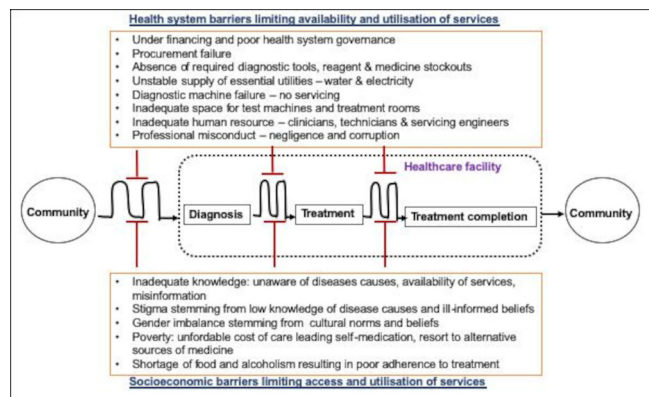 Health system barriers limiting availability and utilisation of services
• Under financing and poor health system governance
• Procurement failure
• Absence of required diagnostic tools, reagent & medicine stockouts
• Unstable supply of essential utilities – water & electricity
• Diagnostic machine failure – no servicing
• Inadequate space for test machines and treatment rooms
• Inadequate human resource – clinicians, technicians & servicing engineers
• Professional misconduct – negligence and corruption
Healthcare facility
Community
Diagnosis
Treatment
Treatment completion
Community
• Inadequate knowledge: unaware of diseases causes, availability of services,
misinformation
• Stigma stemming from low knowledge of disease causes and ill-informed beliefs
• Gender imbalance stemming from cultural norms and beliefs
• Poverty: unfordable cost of care leading self-medication, resort to alternative
sources of medicine
• Shortage of food and alcoholism resulting in poor adherence to treatment
Socioeconomic barriers limiting access and utilisation of services